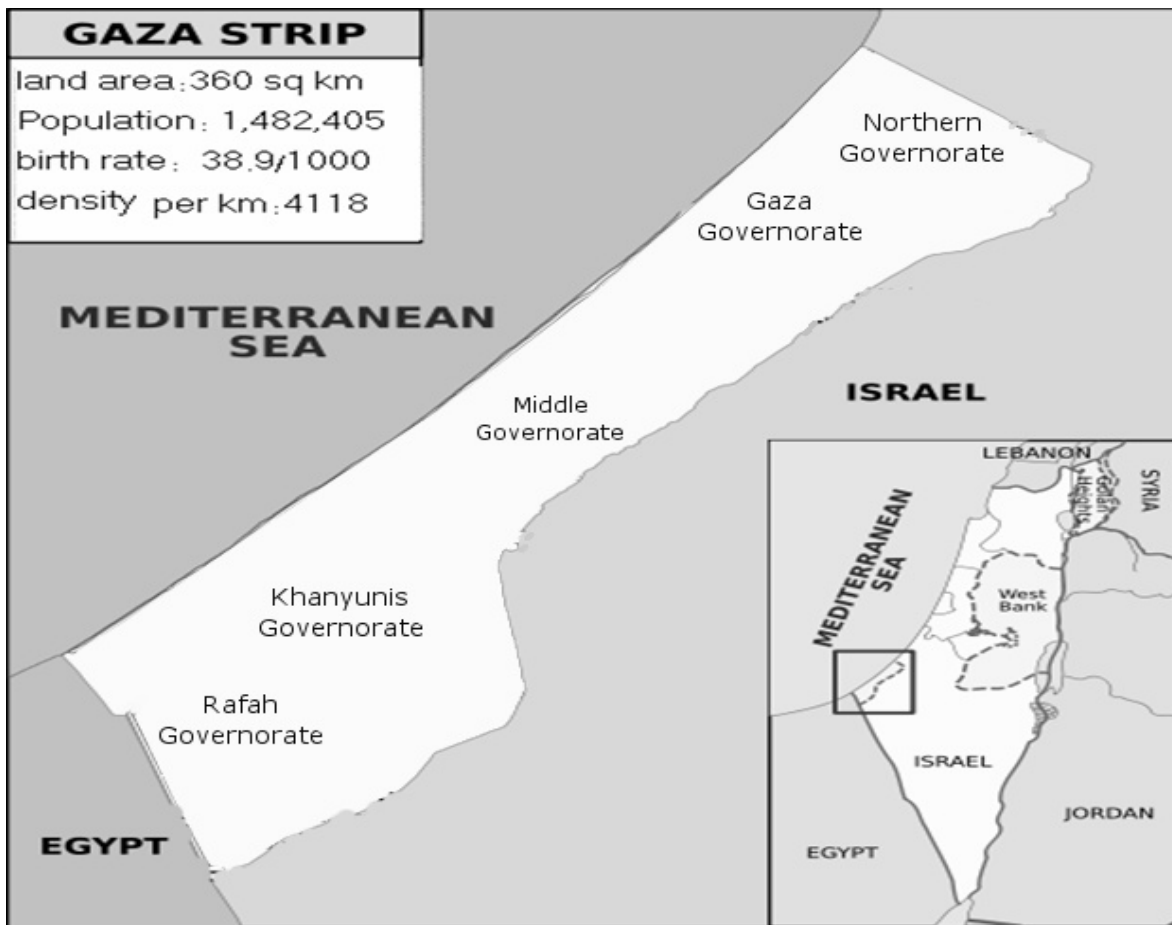 GAZA STRIP
land area:360 sq km
Population: 1,482,405
birth rate: 38.9/1000
density per km:4118
Northern
Governorate
Gaza
Governorate
MEDITERRANEAN
SEA
ISRAEL
Middle
Governorate
Khanyunis
Governorate
Rafah
Governorate
EGYPT
LEBANON
SYRIA
Golan
Heights
MEDITERRANEAN
SEA
West
Bank
ISRAEL
JORDAN
EGYPT